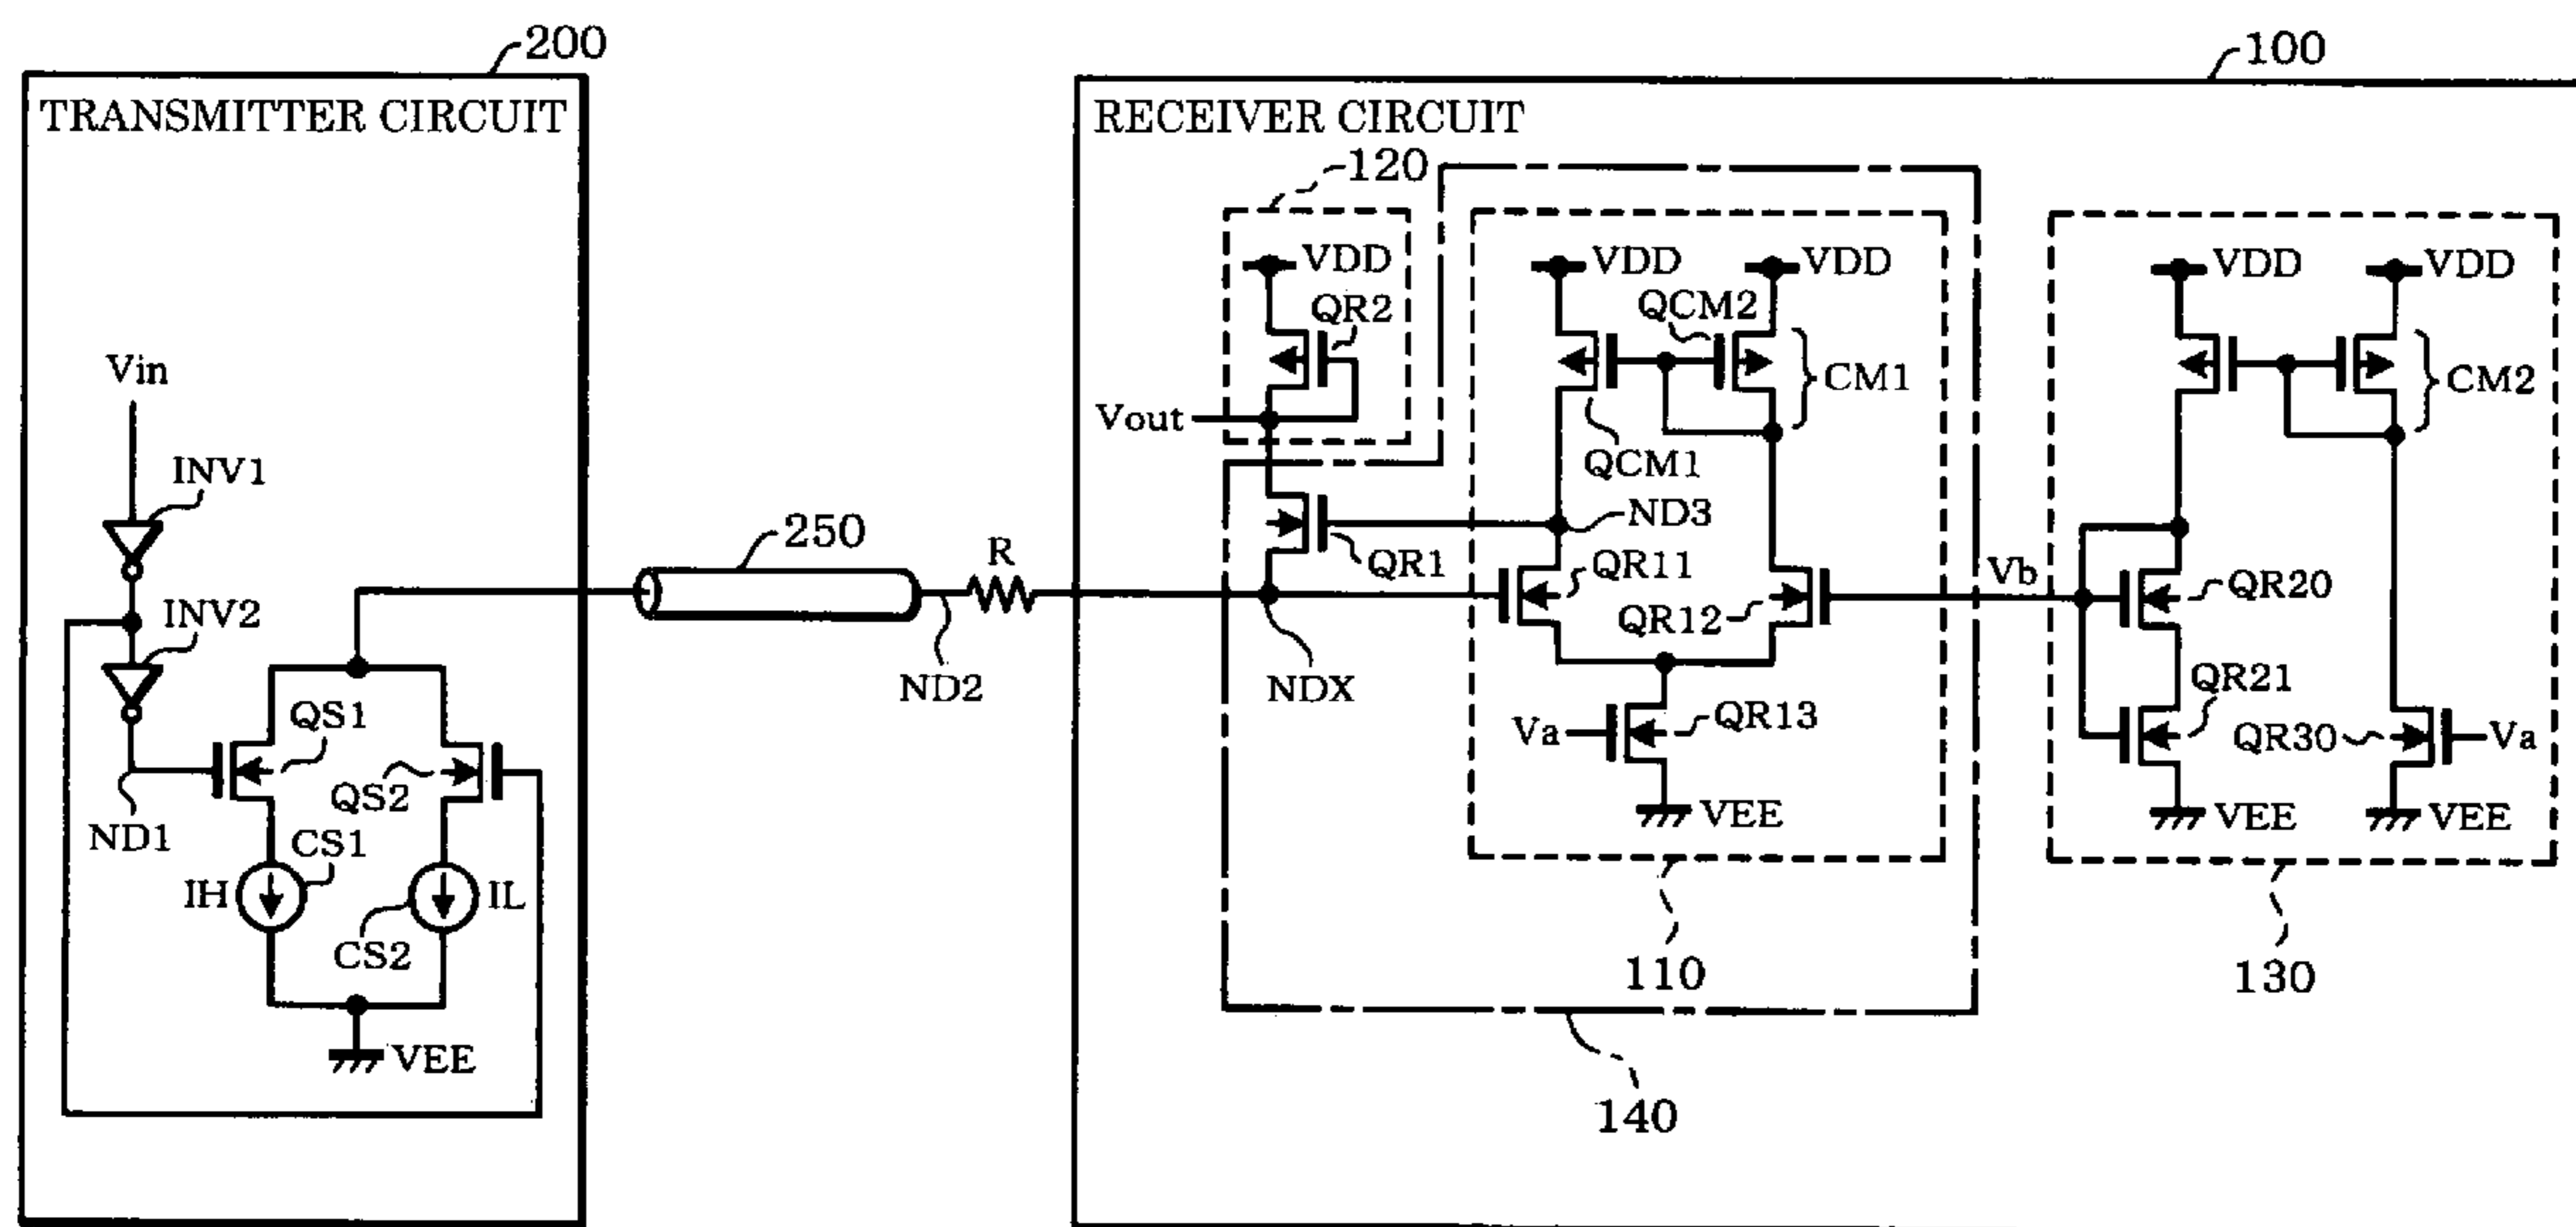 200
100
TRANSMITTER CIRCUIT
RECEIVER CIRCUIT
120
VDD
VDD
VDD
VDD
VDD
QR2
QCM2
CM1
CM2
Vin
Vout
QCM1
INV1
250
R
ND3
QR1
QR11
Vb
QR20
INV2
QR12
ND2
NDX
QR21
QS1
Va
QR13
QR30
Va
QS2
ND1
CS1
VEE
VEE
VEE
IH
IL
CS2
110
130
VEE
140